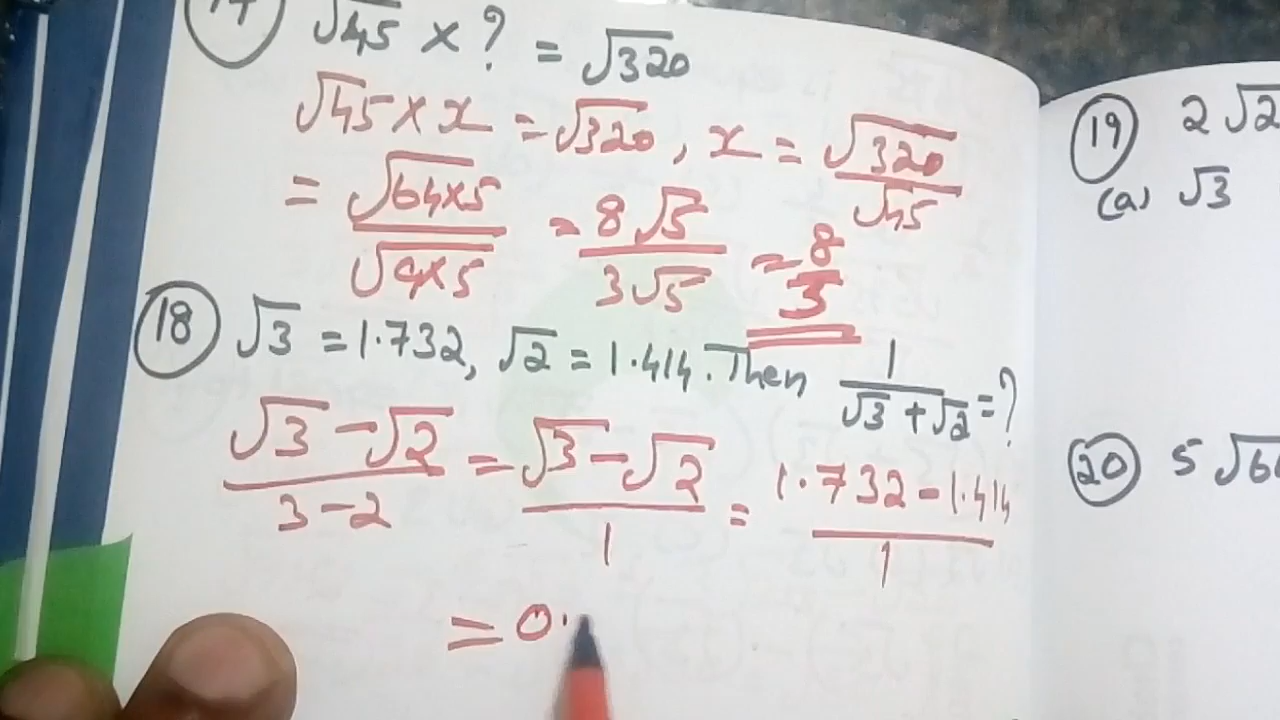 √45 × ? = √320
√45 × x = √320, x = √320/√45
= √64×5/√9×5 = 8√5/3√5 = 8/3
(18) √3 = 1.732, √2 = 1.414. Then 1/√3+√2 = ?
√3-√2/3-2 = √3-√2/1 = 1.732-1.414/1
= 0.
(19) 2√2
(a) √3
(20) 5